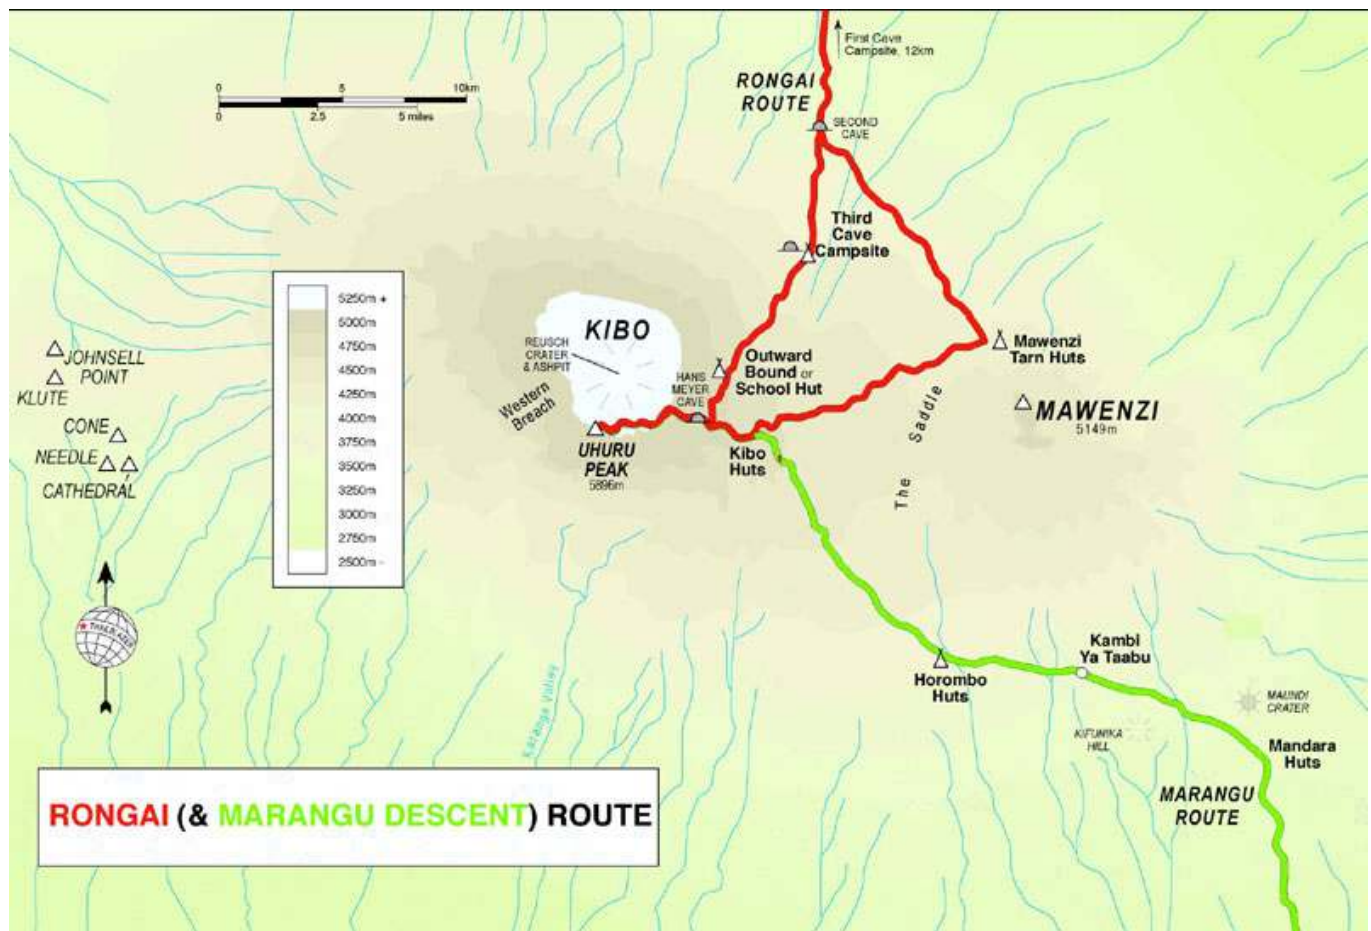 First Cave
Campsite, 12km
0 5 10km
0 2.5 5 miles
RONGAI
ROUTE
SECOND
CAVE
Third
Cave
Campsite
5250m +
5000m
4750m
4500m
4250m
4000m
3750m
3500m
3250m
3000m
2750m
2500m -
KIBO
REUSCH
CRATER
& ASHPIT
HANS
MEYER
CAVE
Outward
Bound or
School Hut
Mawenzi
Tarn Huts
JOHNSELL
POINT
KLUTE
CONE
NEEDLE
CATHEDRAL
Western
Breach
UHURU
PEAK
5896m
Kibo
Huts
The Saddle
MAWENZI
5149m
Horombo
Huts
Kambi
Ya Taabu
MAUNDI
CRATER
KIFUNIKA
HILL
Mandara
Huts
MARANGU
ROUTE
Karanga Valley
RONGAI (& MARANGU DESCENT) ROUTE